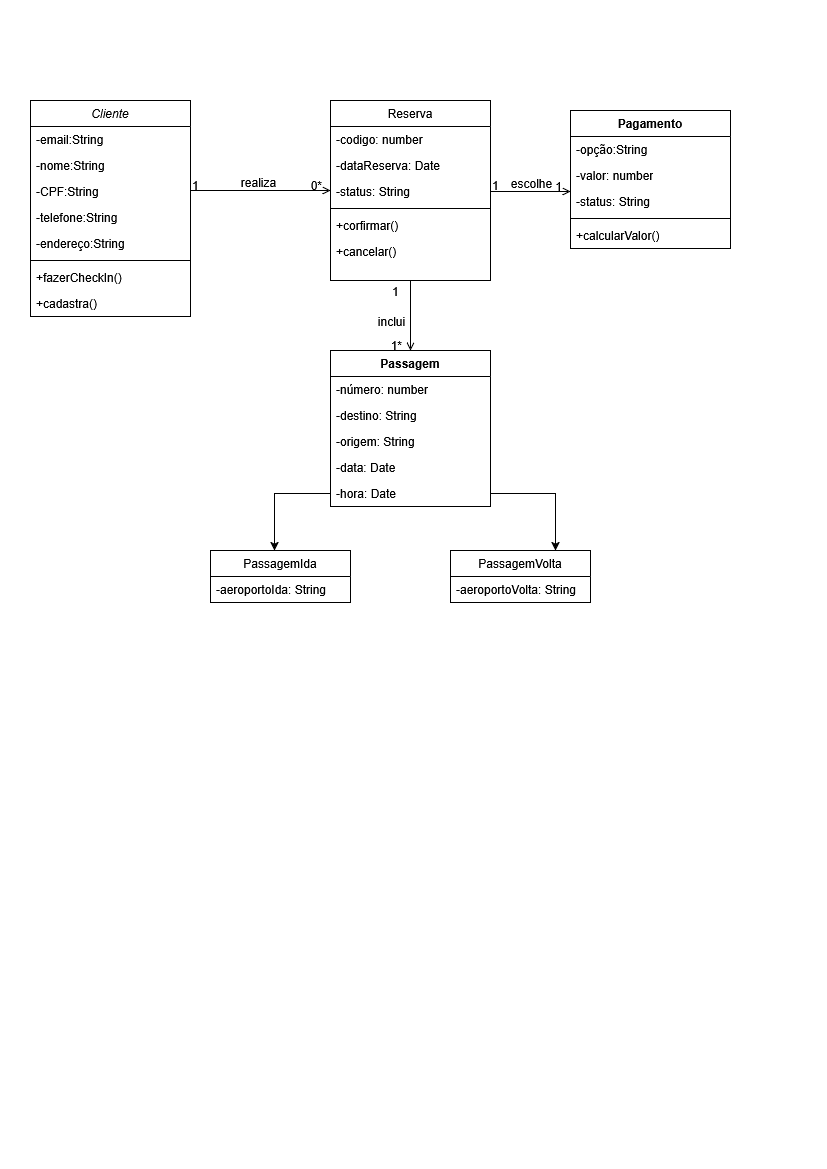 Cliente
-email:String
-nome:String
-CPF:String
-telefone:String
-endereço:String
+fazerCheckIn()
+cadastra()
1
realiza
0*
Reserva
-codigo: number
-dataReserva: Date
-status: String
+confirmar()
+cancelar()
1
escolhe
1
Pagamento
-opção:String
-valor: number
-status: String
+calcularValor()
1
inclui
1*
Passagem
-número: number
-destino: String
-origem: String
-data: Date
-hora: Date
PassagemIda
-aeroportoIda: String
PassagemVolta
-aeroportoVolta: String